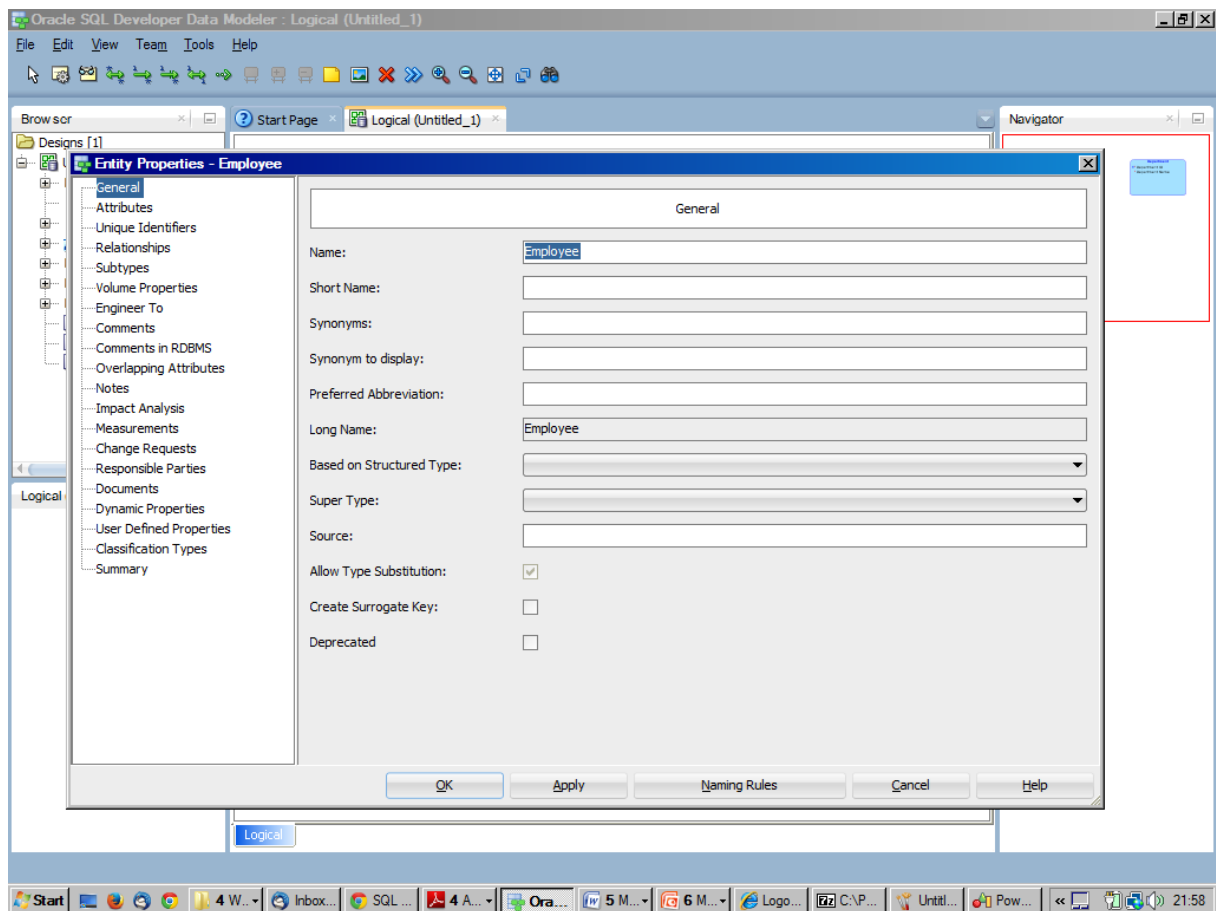 Oracle SQL Developer Data Modeler : Logical (Untitled_1)
File Edit View Team Tools Help
Browser
Start Page
Logical (Untitled_1)
Navigator
Designs [1]
Entity Properties - Employee
General
Attributes
Unique Identifiers
Relationships
Subtypes
Volume Properties
Engineer To
Comments
Comments in RDBMS
Overlapping Attributes
Notes
Impact Analysis
Measurements
Change Requests
Responsible Parties
Documents
Dynamic Properties
User Defined Properties
Classification Types
Summary
General
Name: Employee
Short Name:
Synonyms:
Synonym to display:
Preferred Abbreviation:
Long Name: Employee
Based on Structured Type:
Super Type:
Source:
Allow Type Substitution:
Create Surrogate Key:
Deprecated
OK Apply Naming Rules Cancel Help
Logical
Logical
Start 4 W... Inbox... SQL ... 4 A... Ora... 5 M... 6 M... Logo... C:\P... Untitl... Pow... « 21:58